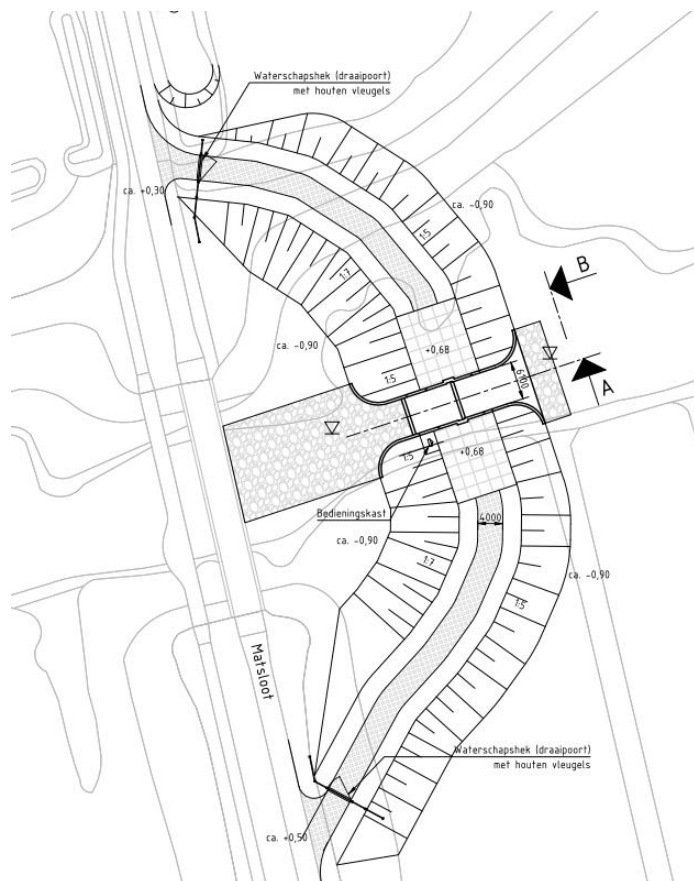 Waterschapshek (draaipoort)
met houten vleugels
ca. +0,30
ca. -0,90
1:5
1:7
B
ca. -0,90
+0,68
1:5
6100
A
1:5
+0,68
Bedieningskast
4000
ca. -0,90
1:7
ca. -0,90
1:5
Matsloot
Waterschapshek (draaipoort)
met houten vleugels
ca. +0,50